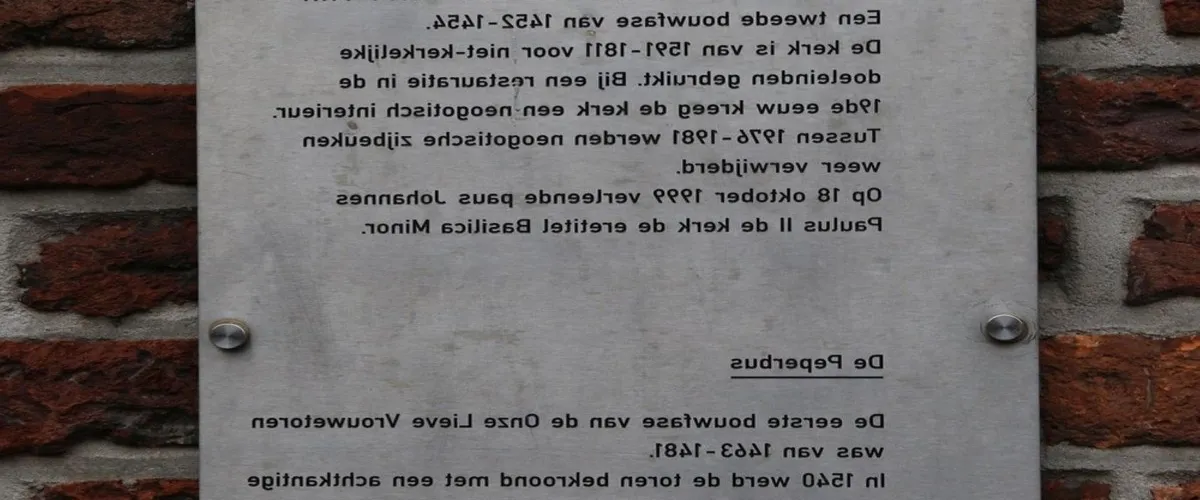 Een tweede bouwfase van 1452-1454.
De kerk is van 1591-1811 voor niet-kerkelijke
doeleinden gebruikt. Bij een restauratie in de
19de eeuw kreeg de kerk een neogotisch interieur.
Tussen 1976-1981 werden neogotische zijbeuken
weer verwijderd.
Op 18 oktober 1999 verleende paus Johannes
Paulus II de kerk de eretitel Basilica Minor.
De Peperbus
De eerste bouwfase van de Onze Lieve Vrouwetoren
was van 1463-1481.
In 1540 werd de toren bekroond met een achtkantige